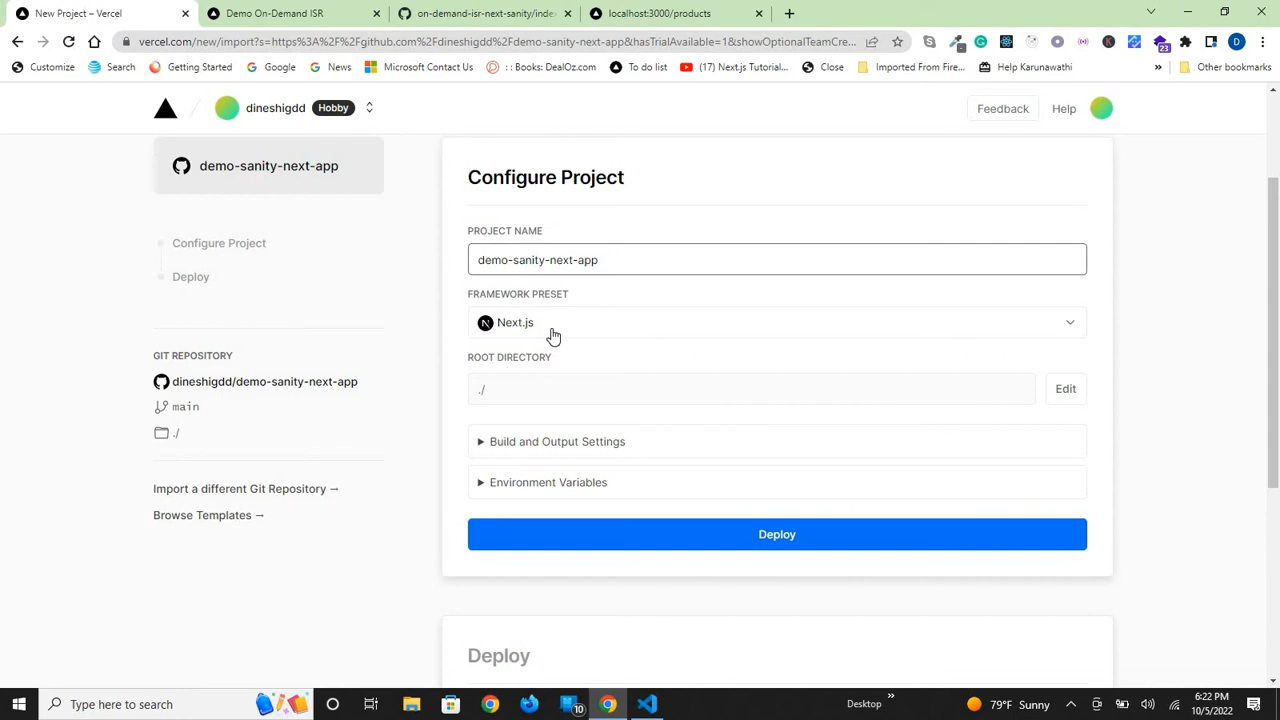 New Project – Vercel
Demo On-Demand ISR
on-demand-isr-next-sanity/inde
localhost:3000/products
vercel.com/new/import?s=https%3A%2F%2Fgithub.com%2Fdineshigdd%2Fdemo-sanity-next-app&hasTrialAvailable=1&showOptionalTeamCre...
23
D
Customize
Search
Getting Started
Google
News
Microsoft Contact Us
: : Books: DealOz.com
To do list
(17) Next.js Tutorial...
Close
Imported From Fire...
Help Karunawathi
»
Other bookmarks
dineshigdd
Hobby
Feedback
Help
demo-sanity-next-app
Configure Project
Deploy
GIT REPOSITORY
dineshigdd/demo-sanity-next-app
main
./
Import a different Git Repository →
Browse Templates →
Configure Project
PROJECT NAME
demo-sanity-next-app
FRAMEWORK PRESET
N
Next.js
ROOT DIRECTORY
./
Edit
Build and Output Settings
Environment Variables
Deploy
Deploy
Type here to search
10
Desktop
»
79°F Sunny
6:22 PM
10/5/2022